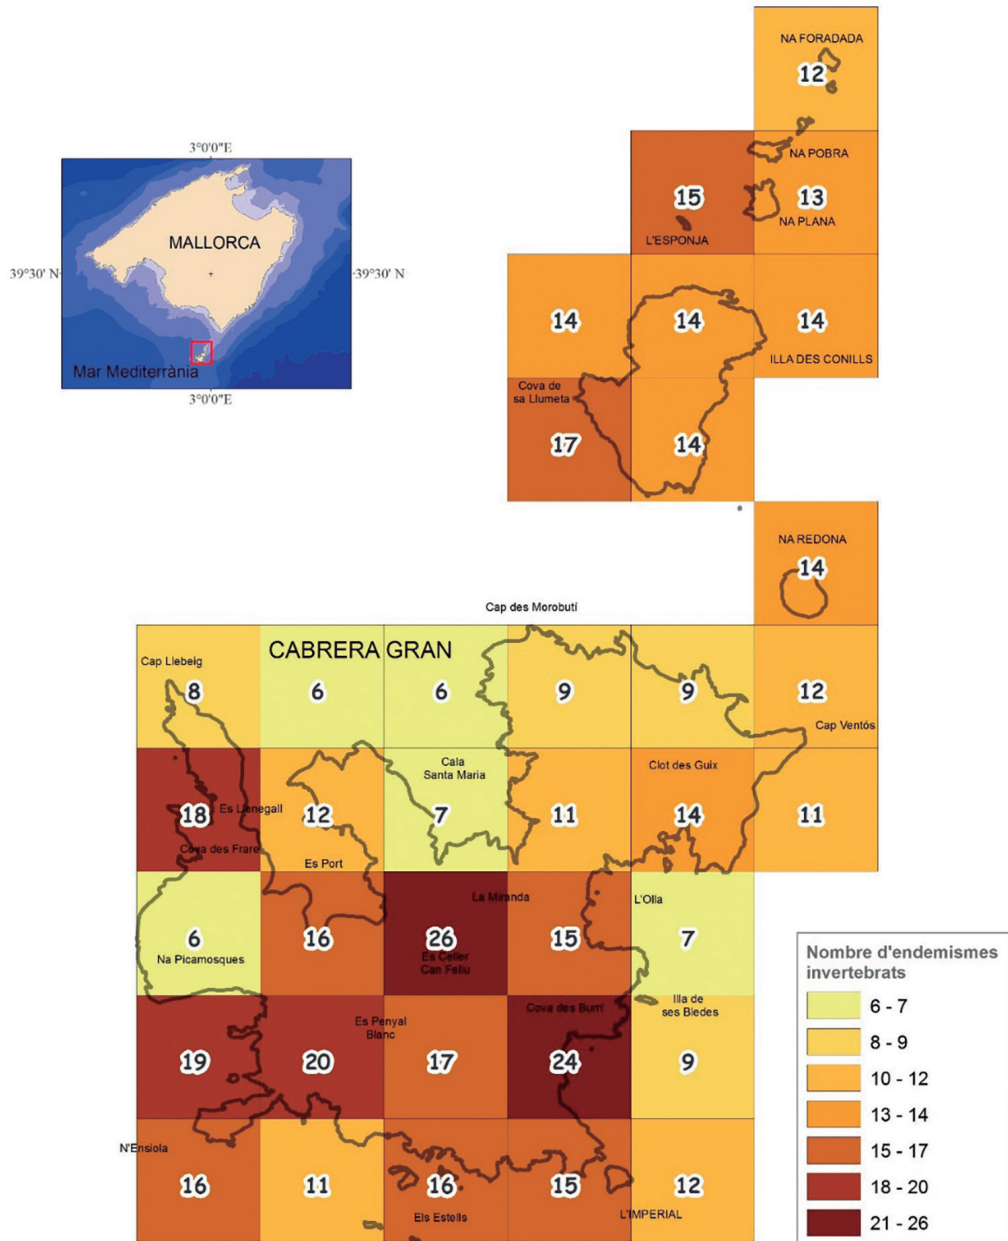 NA FORADADA
12
3°0'0"E
NA POBRA
15
13
MALLORCA
L'ESPONJA
NA PLANA
39°30' N
39°30' N
14
14
14
Mar Mediterrània
ILLA DES CONILLS
3°0'0"E
Cova de
sa Llumeta
17
14
NA REDONA
14
Cap des Morobutí
CABRERA GRAN
Cap Llebeig
8
6
6
9
9
12
Cap Ventós
Cala
Santa Maria
Clot des Guix
18
Es Llenegall
12
7
11
14
11
Cova des Frare
Es Port
La Miranda
L'Olla
6
16
26
15
7
Na Picamosques
Es Celler
Can Feliu
Nombre d'endemismes
invertebrats
6 - 7
8 - 9
10 - 12
13 - 14
15 - 17
18 - 20
21 - 26
Cova des Burrí
Illa de
ses Bledes
Es Penyal
Blanc
19
20
17
24
9
N'Ensiola
16
11
16
15
12
Els Estells
L'IMPERIAL